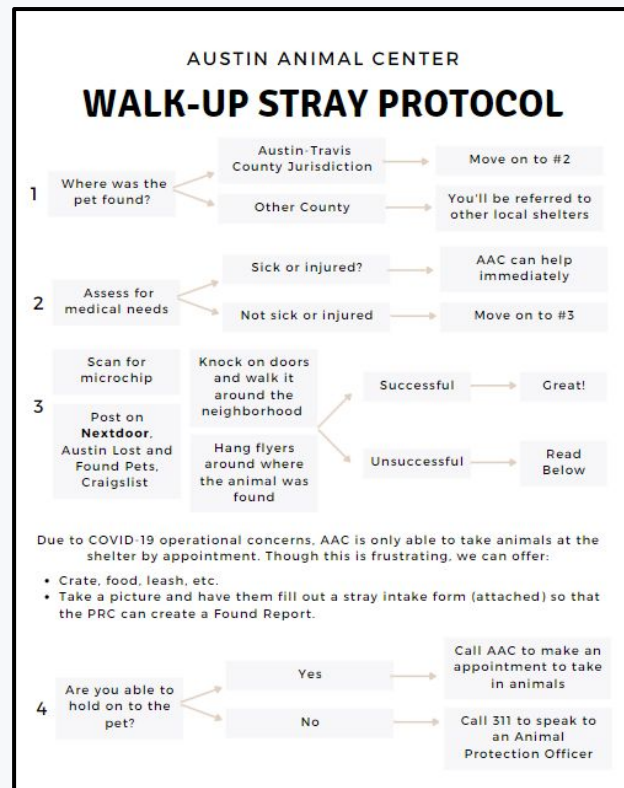 AUSTIN ANIMAL CENTER
WALK-UP STRAY PROTOCOL
1
Where was the
pet found?
Austin-Travis
County Jurisdiction
Move on to #2
Other County
You'll be referred to
other local shelters
2
Assess for
medical needs
Sick or injured?
AAC can help
immediately
Not sick or injured
Move on to #3
3
Scan for
microchip
Post on
Nextdoor,
Austin Lost and
Found Pets,
Craigslist
Knock on doors
and walk it
around the
neighborhood
Hang flyers
around where
the animal was
found
Successful
Great!
Unsuccessful
Read
Below
Due to COVID-19 operational concerns, AAC is only able to take animals at the
shelter by appointment. Though this is frustrating, we can offer:
• Crate, food, leash, etc.
• Take a picture and have them fill out a stray intake form (attached) so that
the PRC can create a Found Report.
4
Are you able to
hold on to the
pet?
Yes
Call AAC to make an
appointment to take
in animals
No
Call 311 to speak to
an Animal
Protection Officer